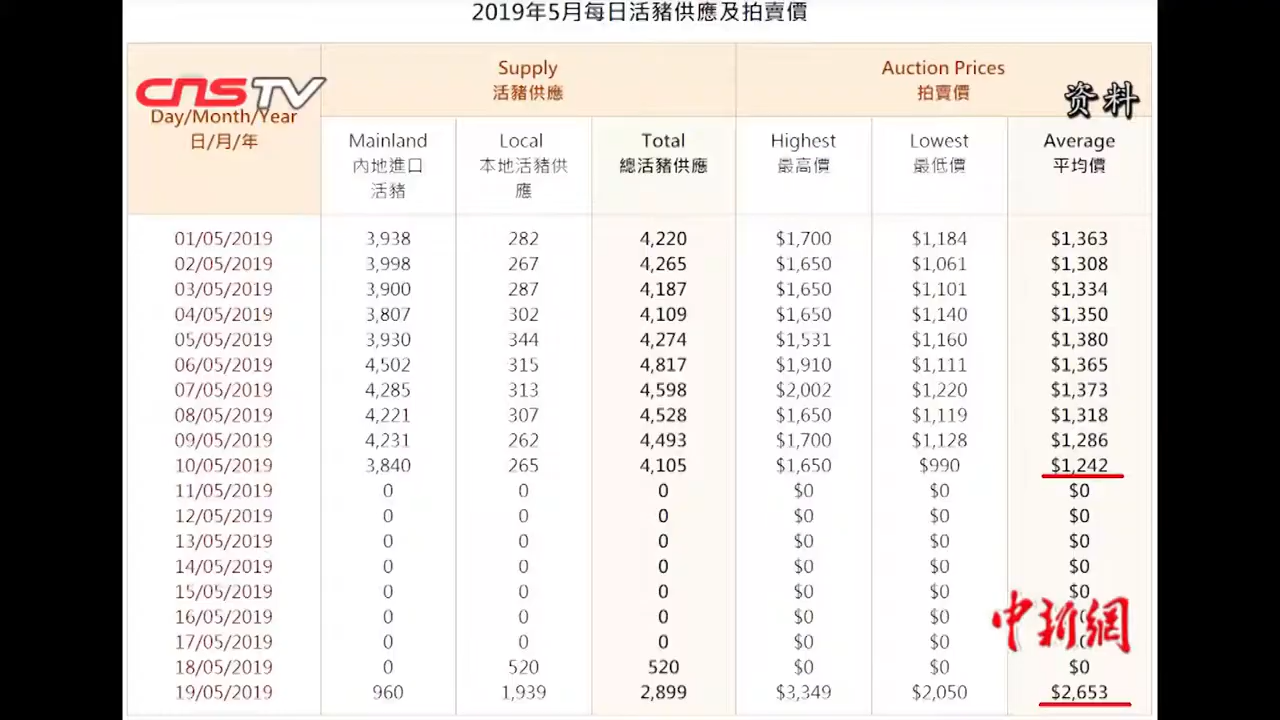 2019年5月每日活豬供應及拍賣價
CNSTV
资料
Supply
活豬供應
Auction Prices
拍賣價
Day/Month/Year
日/月/年
Mainland
內地進口
活豬
Local
本地活豬供
應
Total
總活豬供應
Highest
最高價
Lowest
最低價
Average
平均價
01/05/2019 3,938 282 4,220 $1,700 $1,184 $1,363
02/05/2019 3,998 267 4,265 $1,650 $1,061 $1,308
03/05/2019 3,900 287 4,187 $1,650 $1,101 $1,334
04/05/2019 3,807 302 4,109 $1,650 $1,140 $1,350
05/05/2019 3,930 344 4,274 $1,531 $1,160 $1,380
06/05/2019 4,502 315 4,817 $1,910 $1,111 $1,365
07/05/2019 4,285 313 4,598 $2,002 $1,220 $1,373
08/05/2019 4,221 307 4,528 $1,650 $1,119 $1,318
09/05/2019 4,231 262 4,493 $1,700 $1,128 $1,286
10/05/2019 3,840 265 4,105 $1,650 $990 $1,242
11/05/2019 0 0 0 $0 $0 $0
12/05/2019 0 0 0 $0 $0 $0
13/05/2019 0 0 0 $0 $0 $0
14/05/2019 0 0 0 $0 $0 $0
15/05/2019 0 0 0 $0 $0 $0
16/05/2019 0 0 0 $0 $0
17/05/2019 0 0 0 $0 $0
18/05/2019 0 520 520 $0 $0 $0
19/05/2019 960 1,939 2,899 $3,349 $2,050 $2,653
中新網